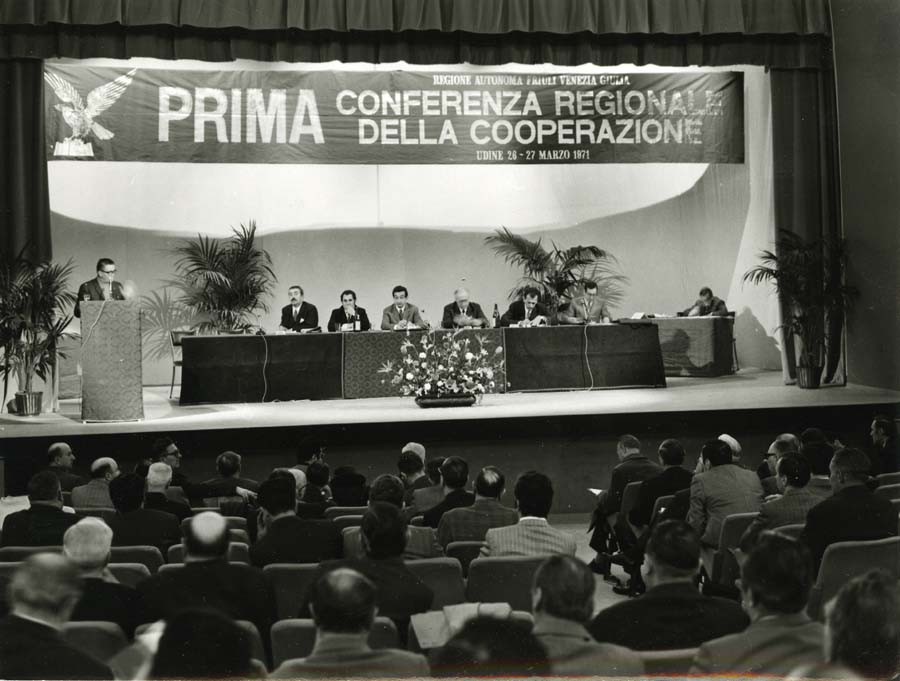 REGIONE AUTONOMA FRIULI VENEZIA GIULIA
PRIMA
CONFERENZA REGIONALE
DELLA COOPERAZIONE
UDINE 26 - 27 MARZO 1971